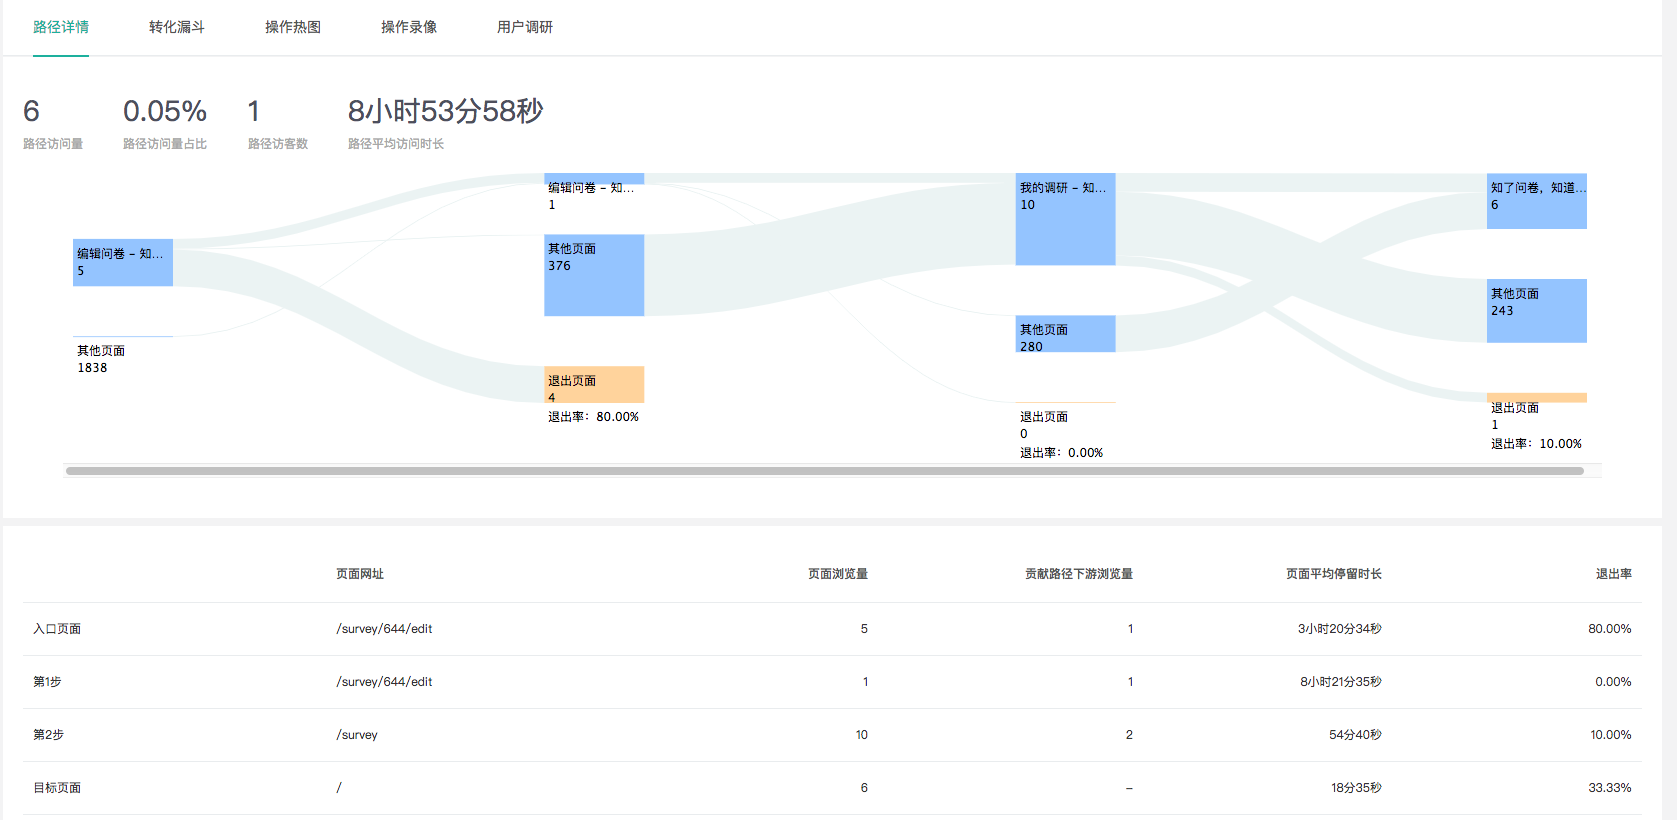 路径详情 转化漏斗 操作热图 操作录像 用户调研
6 0.05% 1 8小时53分58秒
路径访问量 路径访问量占比 路径访客数 路径平均访问时长
编辑问卷 – 知...
5
其他页面
1838
编辑问卷 – 知...
1
其他页面
376
退出页面
4
退出率: 80.00%
我的调研 – 知...
10
其他页面
280
退出页面
0
退出率: 0.00%
知了问卷，知道...
6
其他页面
243
退出页面
1
退出率: 10.00%
页面网址 页面浏览量 贡献路径下游浏览量 页面平均停留时长 退出率
入口页面 /survey/644/edit 5 1 3小时20分34秒 80.00%
第1步 /survey/644/edit 1 1 8小时21分35秒 0.00%
第2步 /survey 10 2 54分40秒 10.00%
目标页面 / 6 – 18分35秒 33.33%